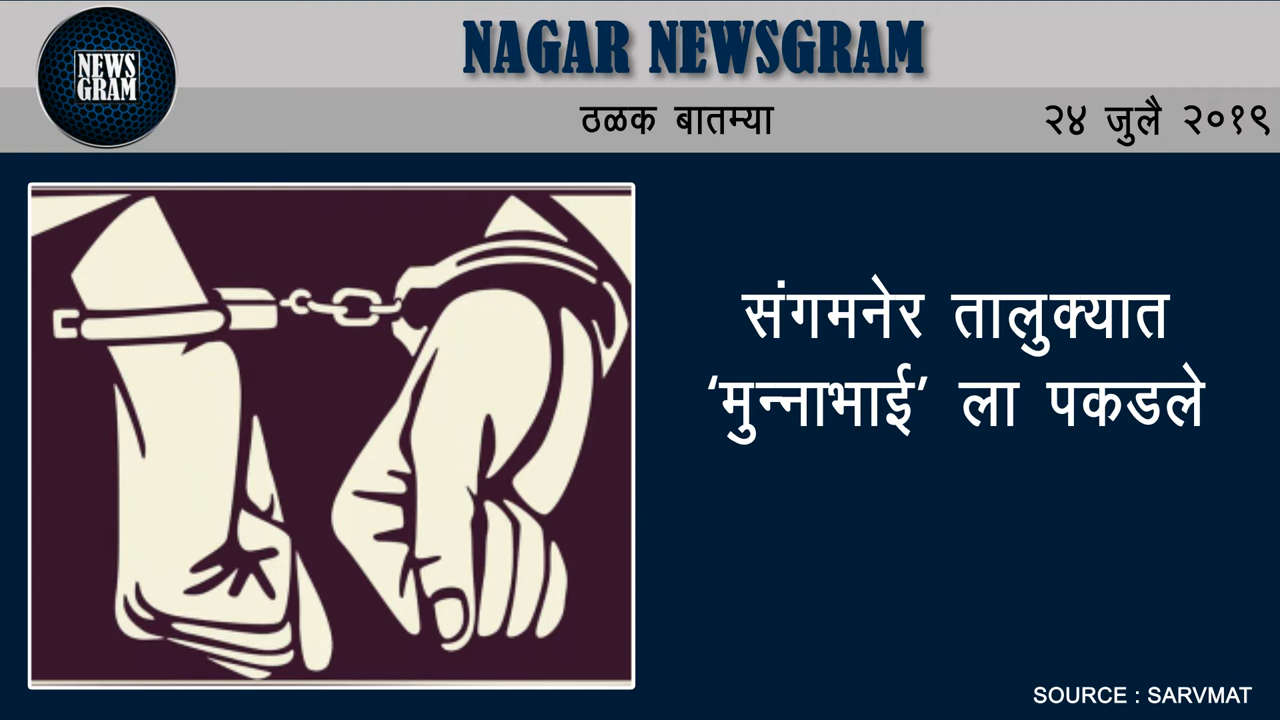 NEWS
GRAM
NAGAR NEWSGRAM
ठळक बातम्या
२४ जुलै २०१९
संगमनेर तालुक्यात
‘मुन्नाभाई’ ला पकडले
SOURCE : SARVMAT